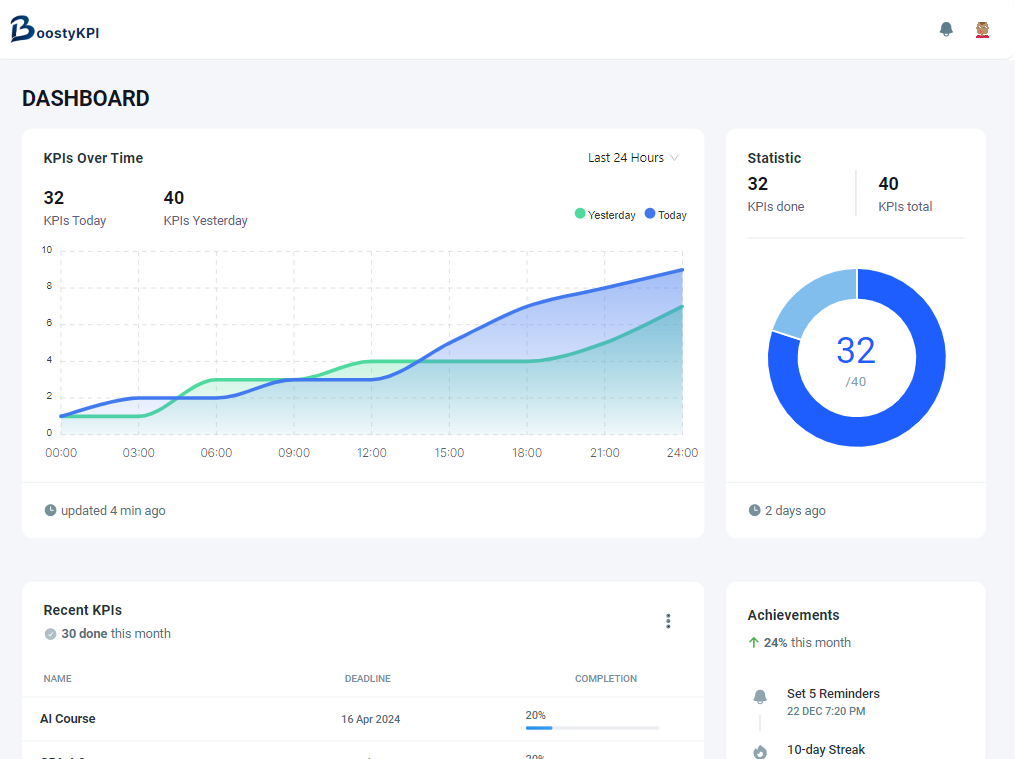 BoostyKPI
DASHBOARD
KPIs Over Time
Last 24 Hours
32
40
KPIs Today
KPIs Yesterday
Yesterday
Today
10
8
6
4
2
0
00:00 03:00 06:00 09:00 12:00 15:00 18:00 21:00 24:00
updated 4 min ago
Statistic
32
40
KPIs done
KPIs total
32
/40
2 days ago
Recent KPIs
30 done this month
NAME DEADLINE COMPLETION
AI Course 16 Apr 2024 20%
Achievements
24% this month
Set 5 Reminders
22 DEC 7:20 PM
10-day Streak